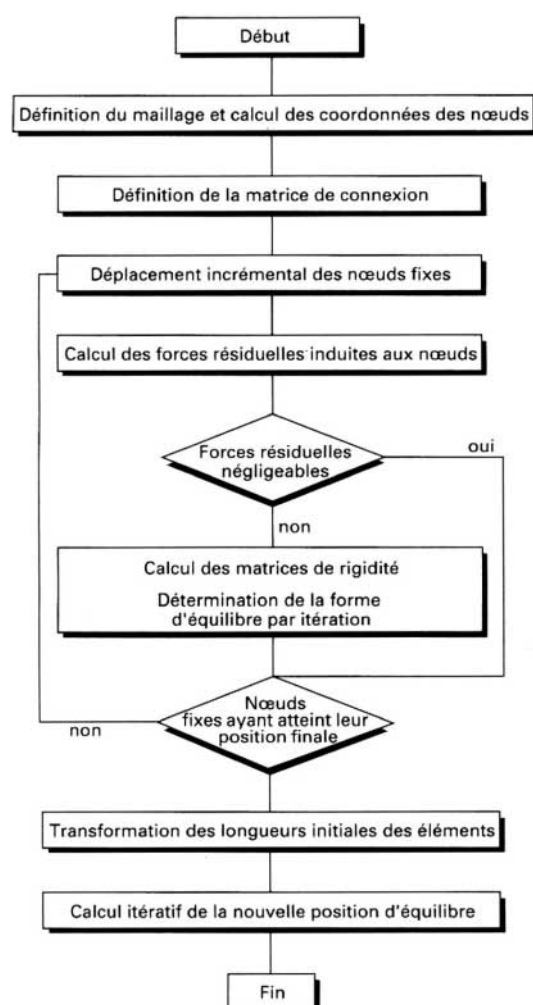 Début
Définition du maillage et calcul des coordonnées des nœuds
Définition de la matrice de connexion
Déplacement incrémental des nœuds fixes
Calcul des forces résiduelles induites aux nœuds
Forces résiduelles
négligeables
oui
non
Calcul des matrices de rigidité
Détermination de la forme
d'équilibre par itération
Nœuds
fixes ayant atteint leur
position finale
non
Transformation des longueurs initiales des éléments
Calcul itératif de la nouvelle position d'équilibre
Fin